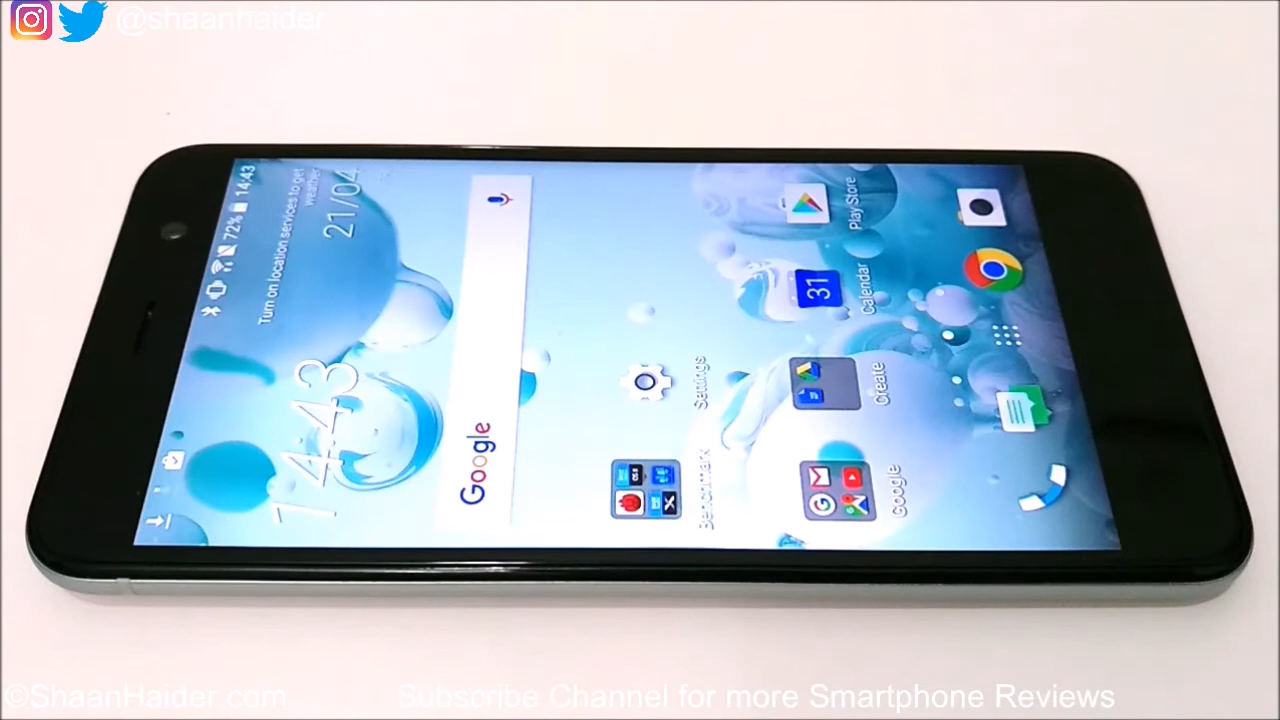 @shaanhaider
72% 14:43
Turn on location services to get
weather
21/04
14:43
Google
Settings
Benchmark
31
Play Store
Calendar
Create
Google
©ShaanHaider.com
Subscribe Channel for more Smartphone Reviews